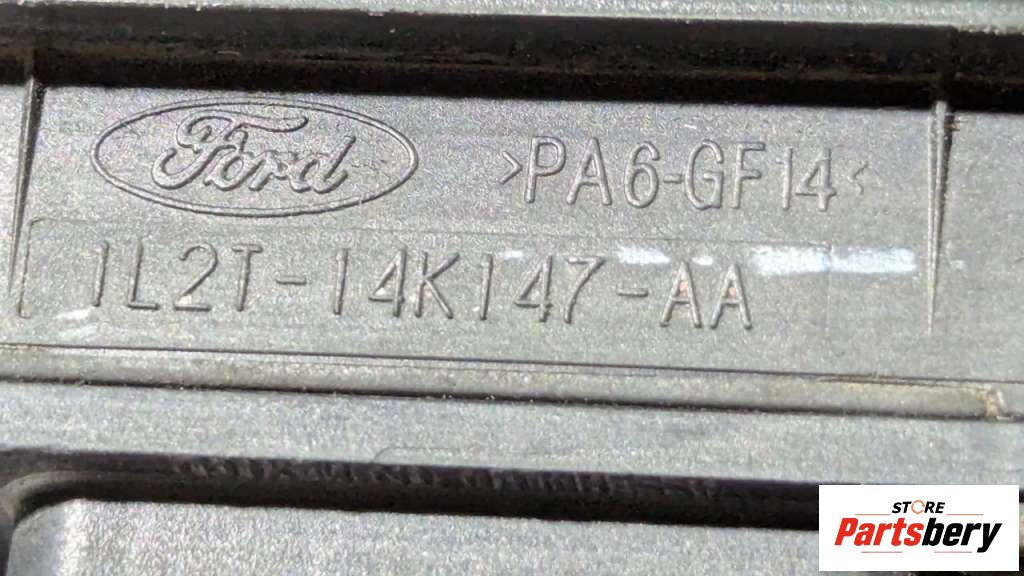 Ford >PA6-GF14<
1L2T-14K147-AA
STORE
Partsbery